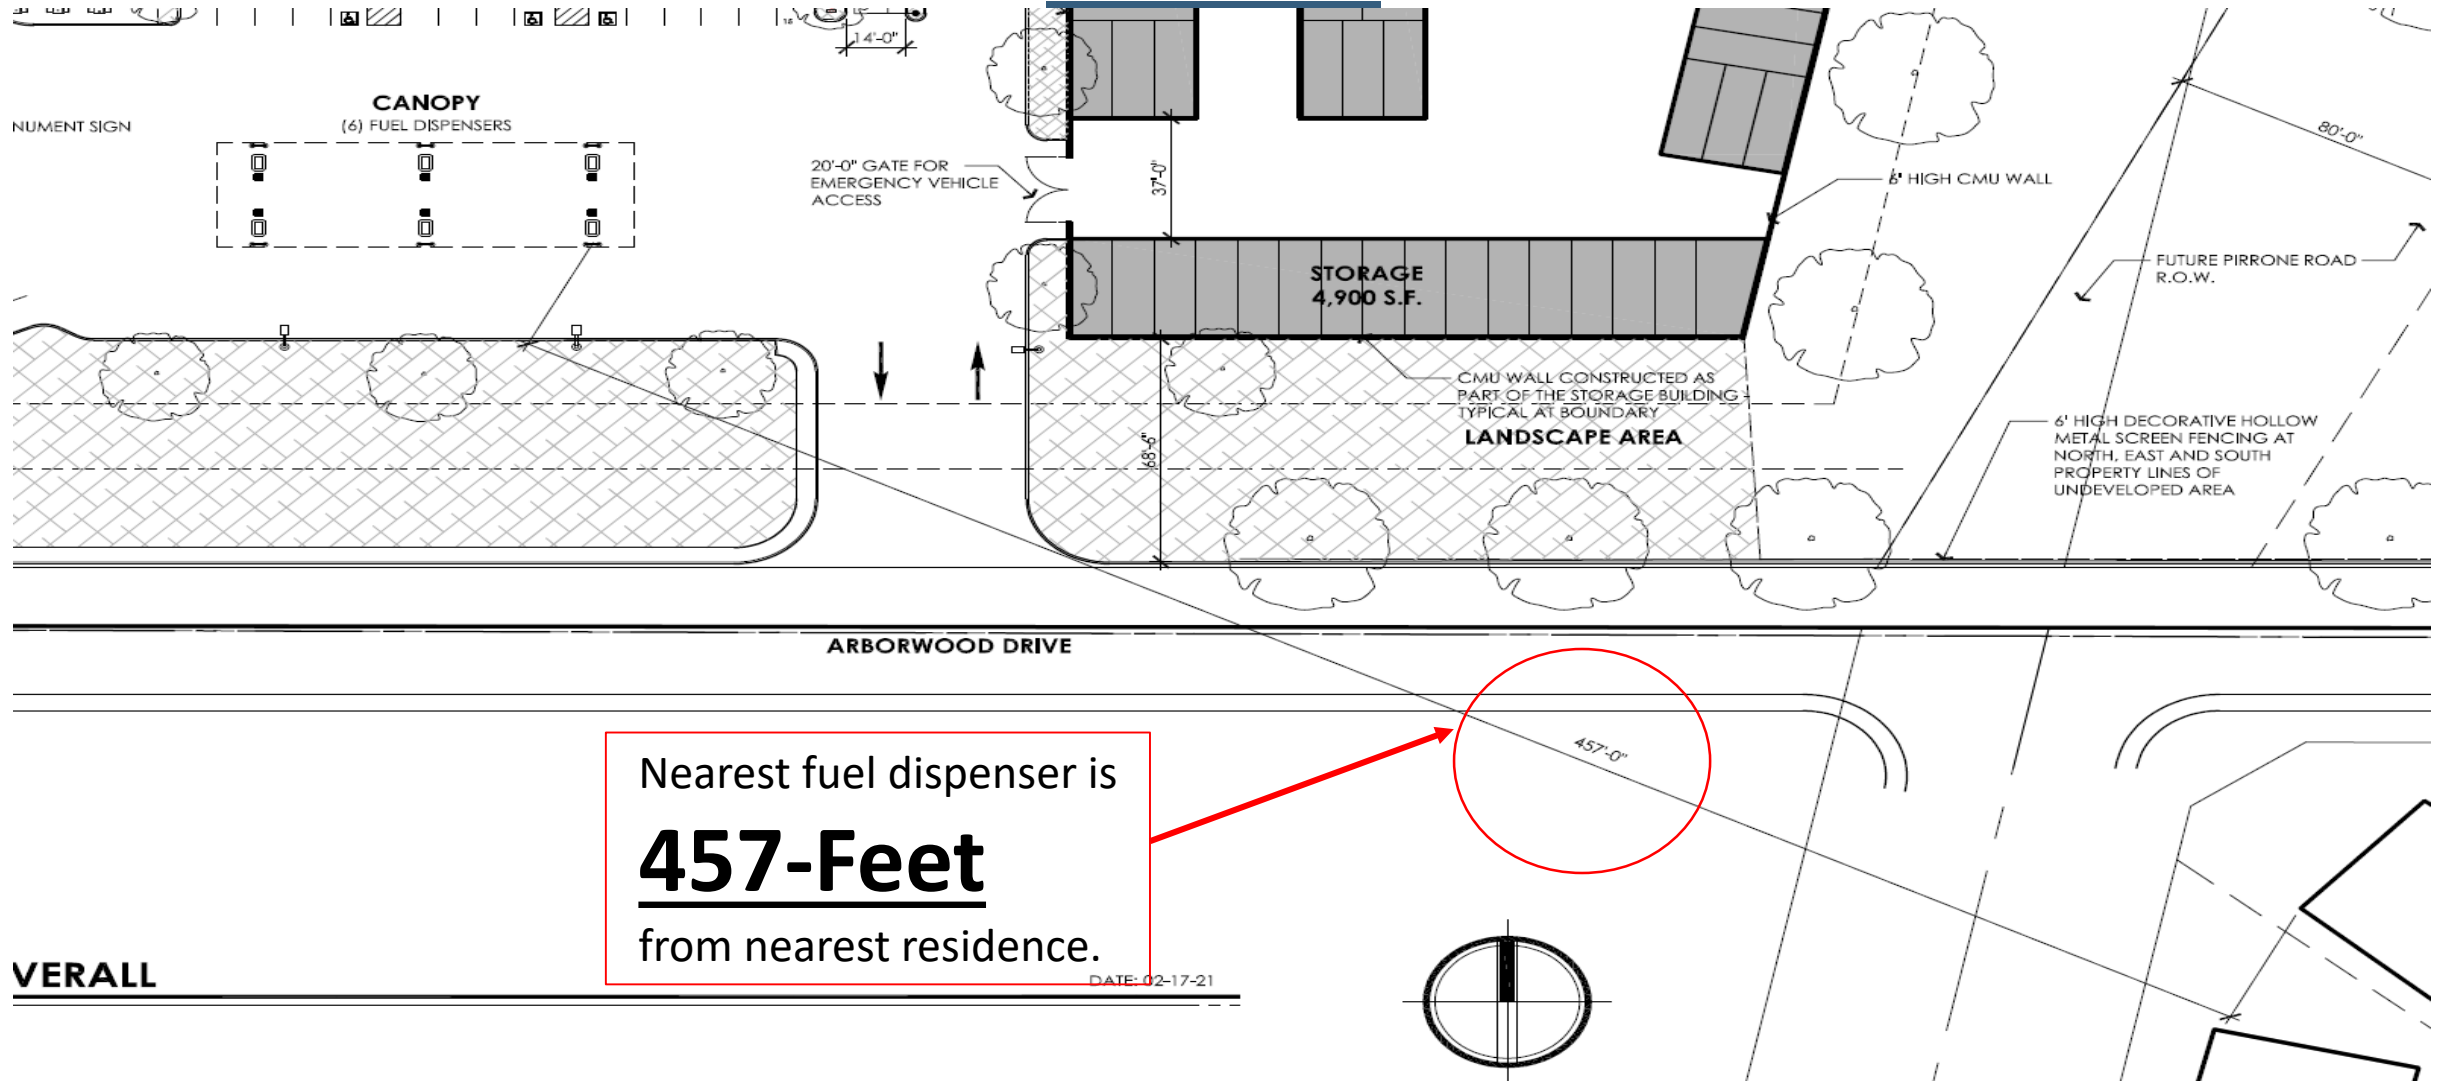 14'-0"
16
CANOPY
(6) FUEL DISPENSERS
NUMENT SIGN
20'-0" GATE FOR
EMERGENCY VEHICLE
ACCESS
37'-0"
80'-0"
6' HIGH CMU WALL
FUTURE PIRRONE ROAD
R.O.W.
STORAGE
4,900 S.F.
CMU WALL CONSTRUCTED AS
PART OF THE STORAGE BUILDING -
TYPICAL AT BOUNDARY
LANDSCAPE AREA
68'-6"
6' HIGH DECORATIVE HOLLOW
METAL SCREEN FENCING AT
NORTH, EAST AND SOUTH
PROPERTY LINES OF
UNDEVELOPED AREA
ARBORWOOD DRIVE
457'-0"
Nearest fuel dispenser is
457-Feet
from nearest residence.
VERALL
DATE: 02-17-21